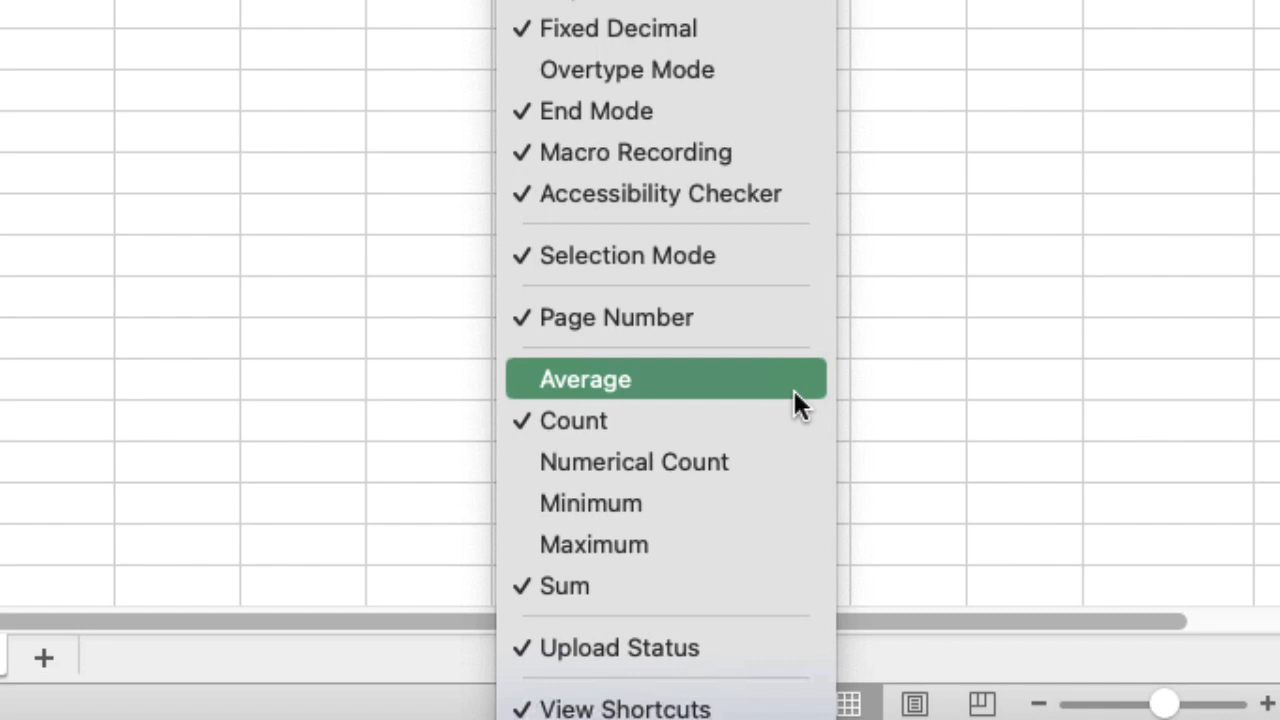 Fixed Decimal
Overtype Mode
End Mode
Macro Recording
Accessibility Checker
Selection Mode
Page Number
Average
Count
Numerical Count
Minimum
Maximum
Sum
Upload Status
View Shortcuts